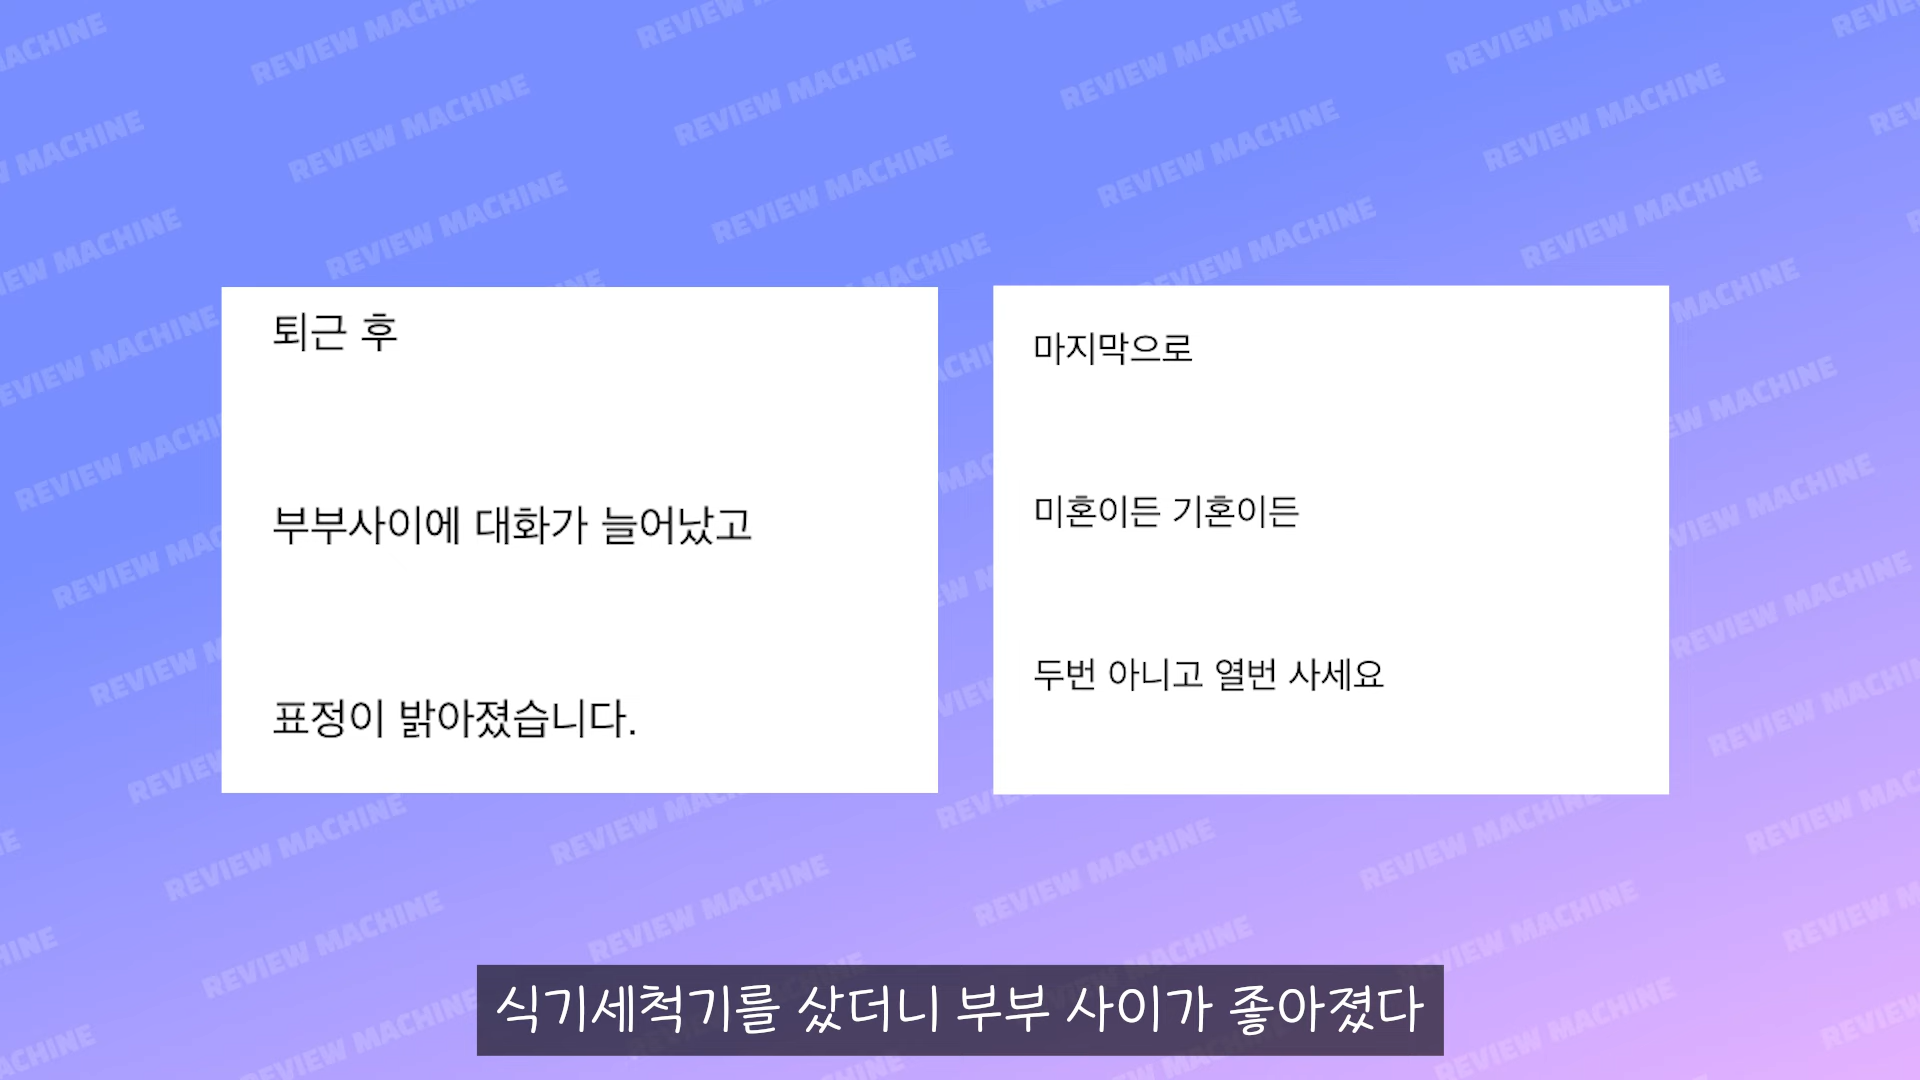 퇴근 후
부부사이에 대화가 늘어났고
표정이 밝아졌습니다.
마지막으로
미혼이든 기혼이든
두번 아니고 열번 사세요
식기세척기를 샀더니 부부 사이가 좋아졌다
REVIEW MACHINE